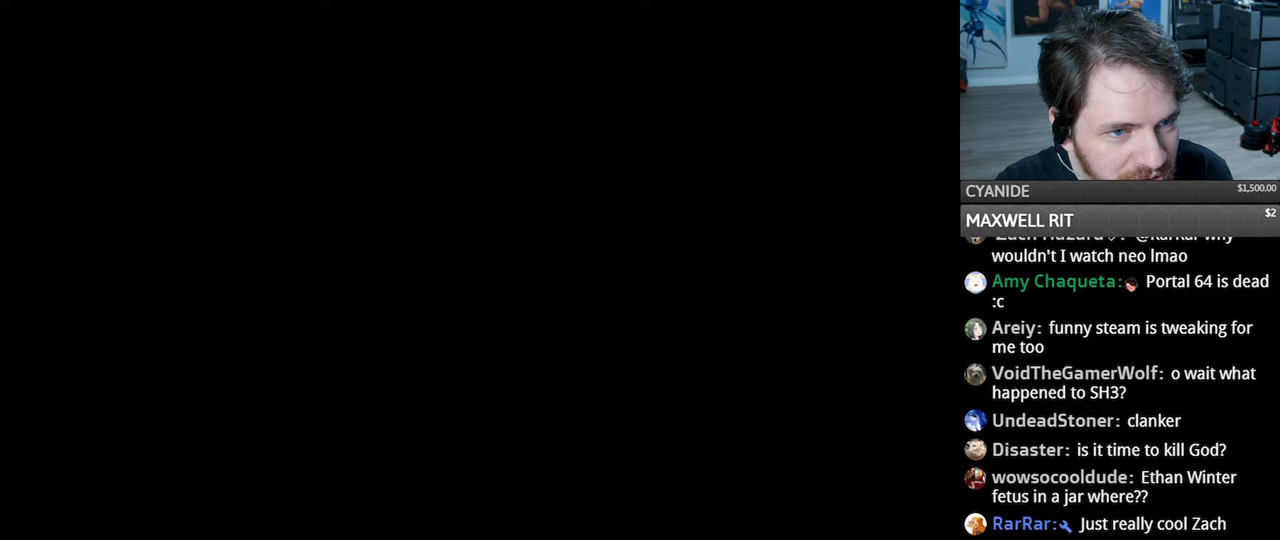 CYANIDE $1,500.00
MAXWELL RIT $2
wouldn't I watch neo lmao
Amy Chaqueta: Portal 64 is dead
:c
Areiy: funny steam is tweaking for
me too
VoidTheGamerWolf: o wait what
happened to SH3?
UndeadStoner: clanker
Disaster: is it time to kill God?
wowsocooldude: Ethan Winter
fetus in a jar where??
RarRar: Just really cool Zach